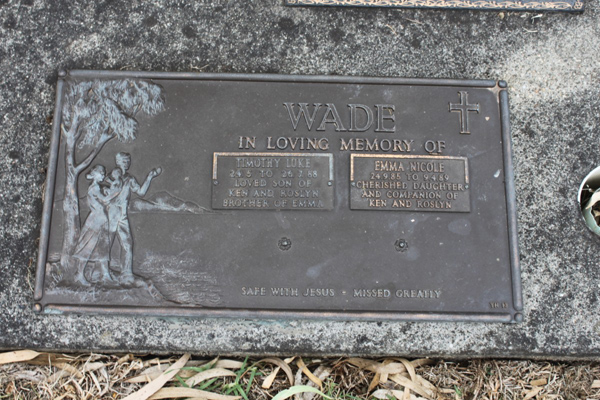 WADE
IN LOVING MEMORY OF
TIMOTHY LUKE
24·5 TO 26·7·88
LOVED SON OF
KEN AND ROSLYN
BROTHER OF EMMA
EMMA NICOLE
24·9·85 TO 9·4·89
CHERISHED DAUGHTER
AND COMPANION OF
KEN AND ROSLYN
SAFE WITH JESUS · MISSED GREATLY